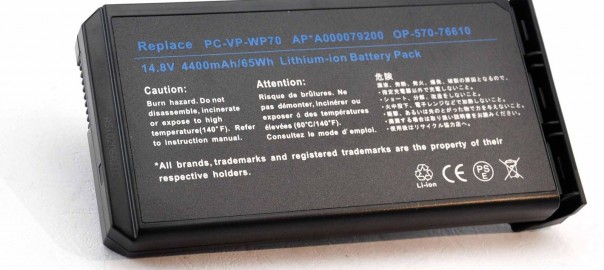 Replace PC-VP-WP70 AP*A000079200 OP-570-76610
14.8V 4400mAh/65Wh Lithium-ion Battery Pack
Caution:
Burn hazard. Do not
disassemble, incinerate
or expose to high
temperature(140°F). Refer
to instruction manual.
Attention:
Risque de brûlures. Ne
pas démonter, incinérer ou
exposer à des températures
élevées (60°C/140°F).
Consultez le mode d'emploi.
危険
*All brands, trademarks and registered trademarks are the property of their
respective holders.
Li-ion
CE
PS
E